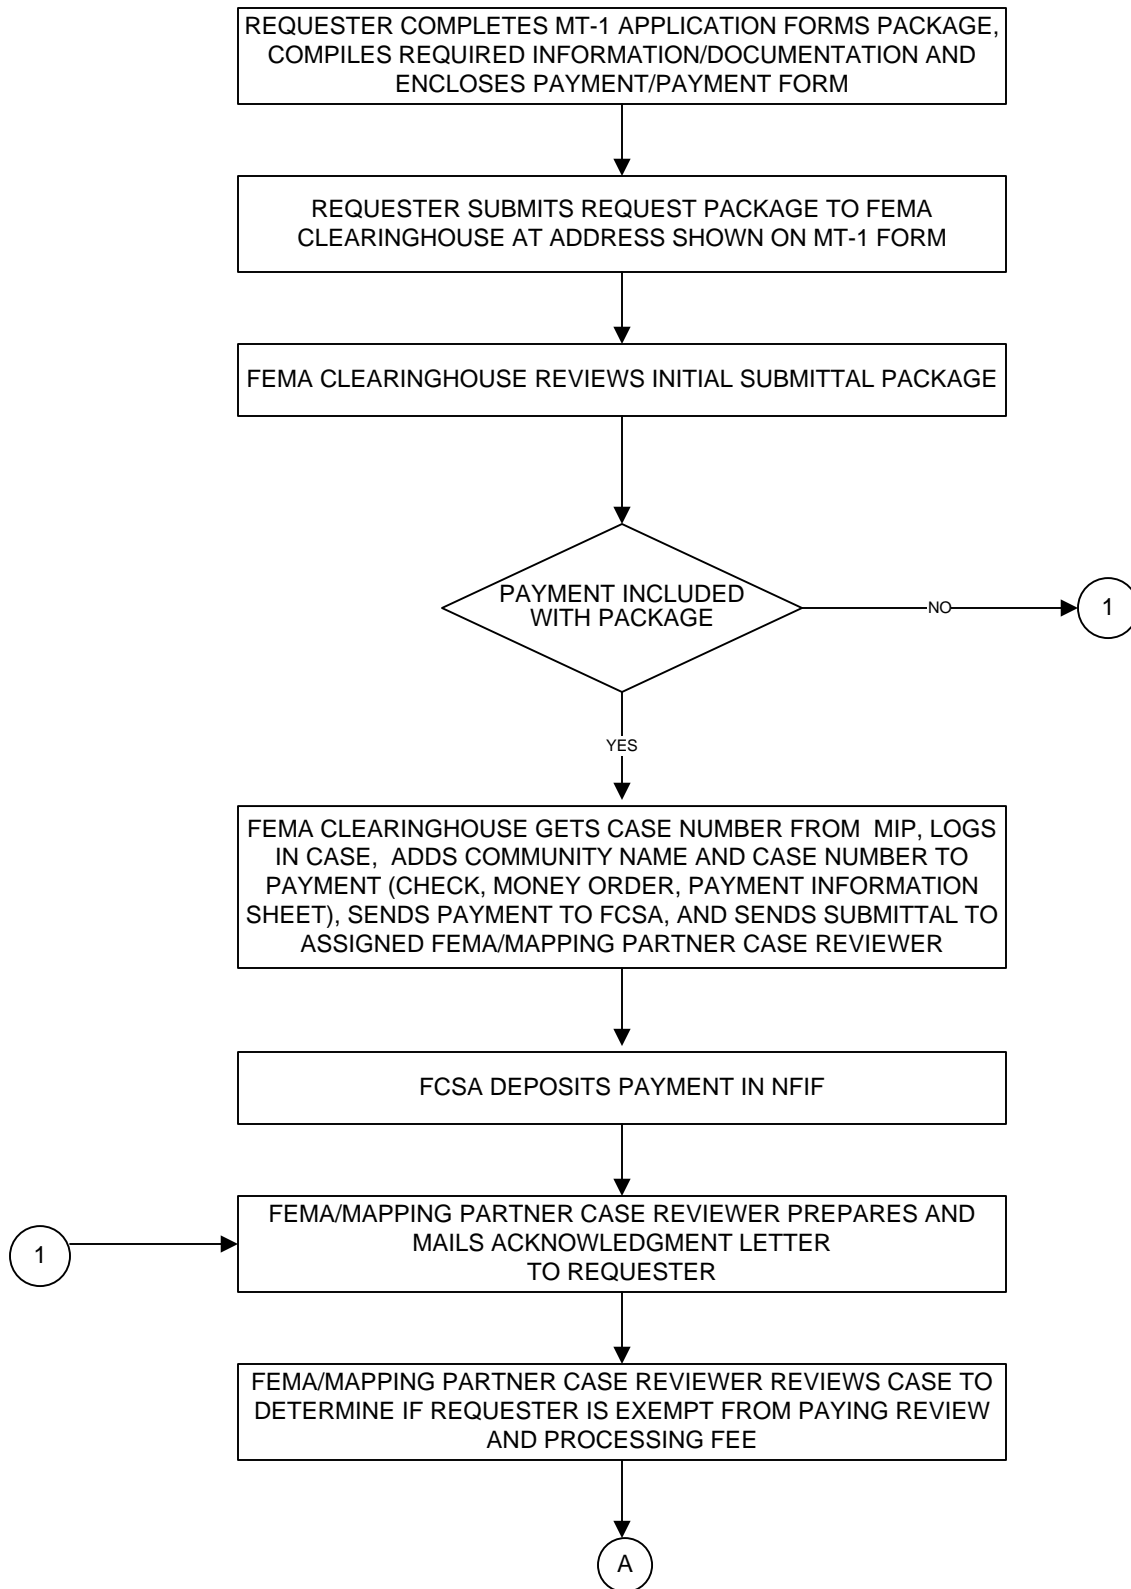 REQUESTER COMPLETES MT-1 APPLICATION FORMS PACKAGE,
COMPILES REQUIRED INFORMATION/DOCUMENTATION AND
ENCLOSES PAYMENT/PAYMENT FORM
REQUESTER SUBMITS REQUEST PACKAGE TO FEMA
CLEARINGHOUSE AT ADDRESS SHOWN ON MT-1 FORM
FEMA CLEARINGHOUSE REVIEWS INITIAL SUBMITTAL PACKAGE
PAYMENT INCLUDED
WITH PACKAGE
NO
1
YES
FEMA CLEARINGHOUSE GETS CASE NUMBER FROM MIP, LOGS
IN CASE, ADDS COMMUNITY NAME AND CASE NUMBER TO
PAYMENT (CHECK, MONEY ORDER, PAYMENT INFORMATION
SHEET), SENDS PAYMENT TO FCSA, AND SENDS SUBMITTAL TO
ASSIGNED FEMA/MAPPING PARTNER CASE REVIEWER
FCSA DEPOSITS PAYMENT IN NFIF
1
FEMA/MAPPING PARTNER CASE REVIEWER PREPARES AND
MAILS ACKNOWLEDGMENT LETTER
TO REQUESTER
FEMA/MAPPING PARTNER CASE REVIEWER REVIEWS CASE TO
DETERMINE IF REQUESTER IS EXEMPT FROM PAYING REVIEW
AND PROCESSING FEE
A